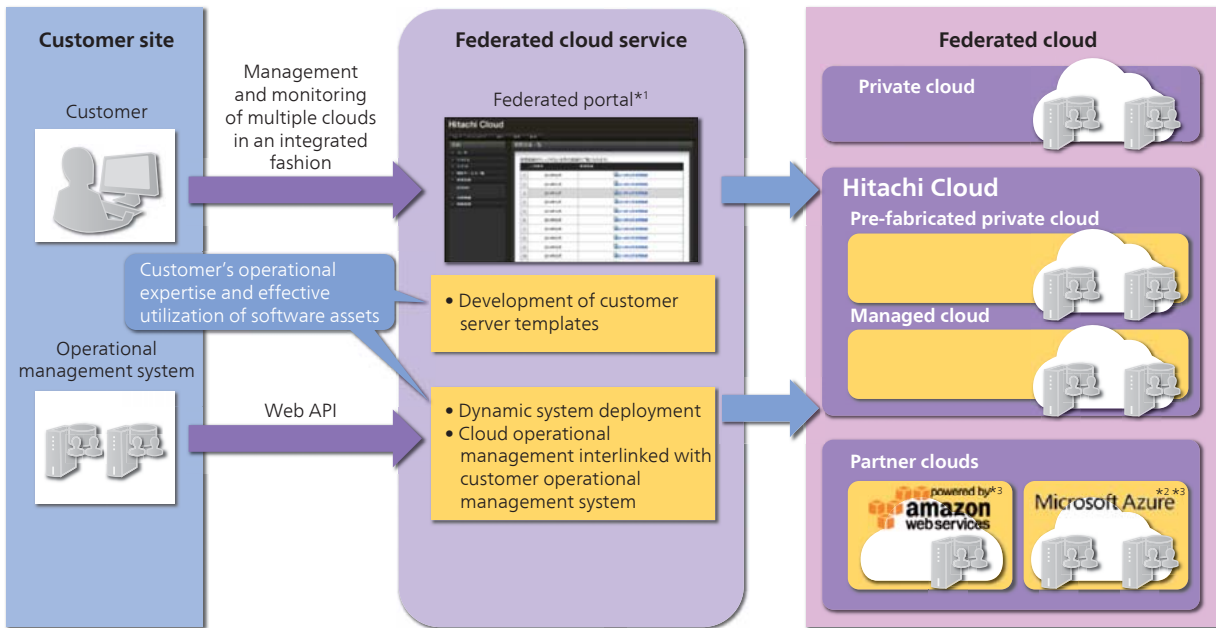 Customer site
Customer
Management
and monitoring
of multiple clouds
in an integrated
fashion
Customer's operational
expertise and effective
utilization of software assets
Operational
management system
Web API
Federated cloud service
Federated portal*1
Hitachi Cloud
• Development of customer
server templates
• Dynamic system deployment
• Cloud operational
management interlinked with
customer operational
management system
Federated cloud
Private cloud
Hitachi Cloud
Pre-fabricated private cloud
Managed cloud
Partner clouds
powered by*3
amazon
web services
Microsoft Azure*2 *3